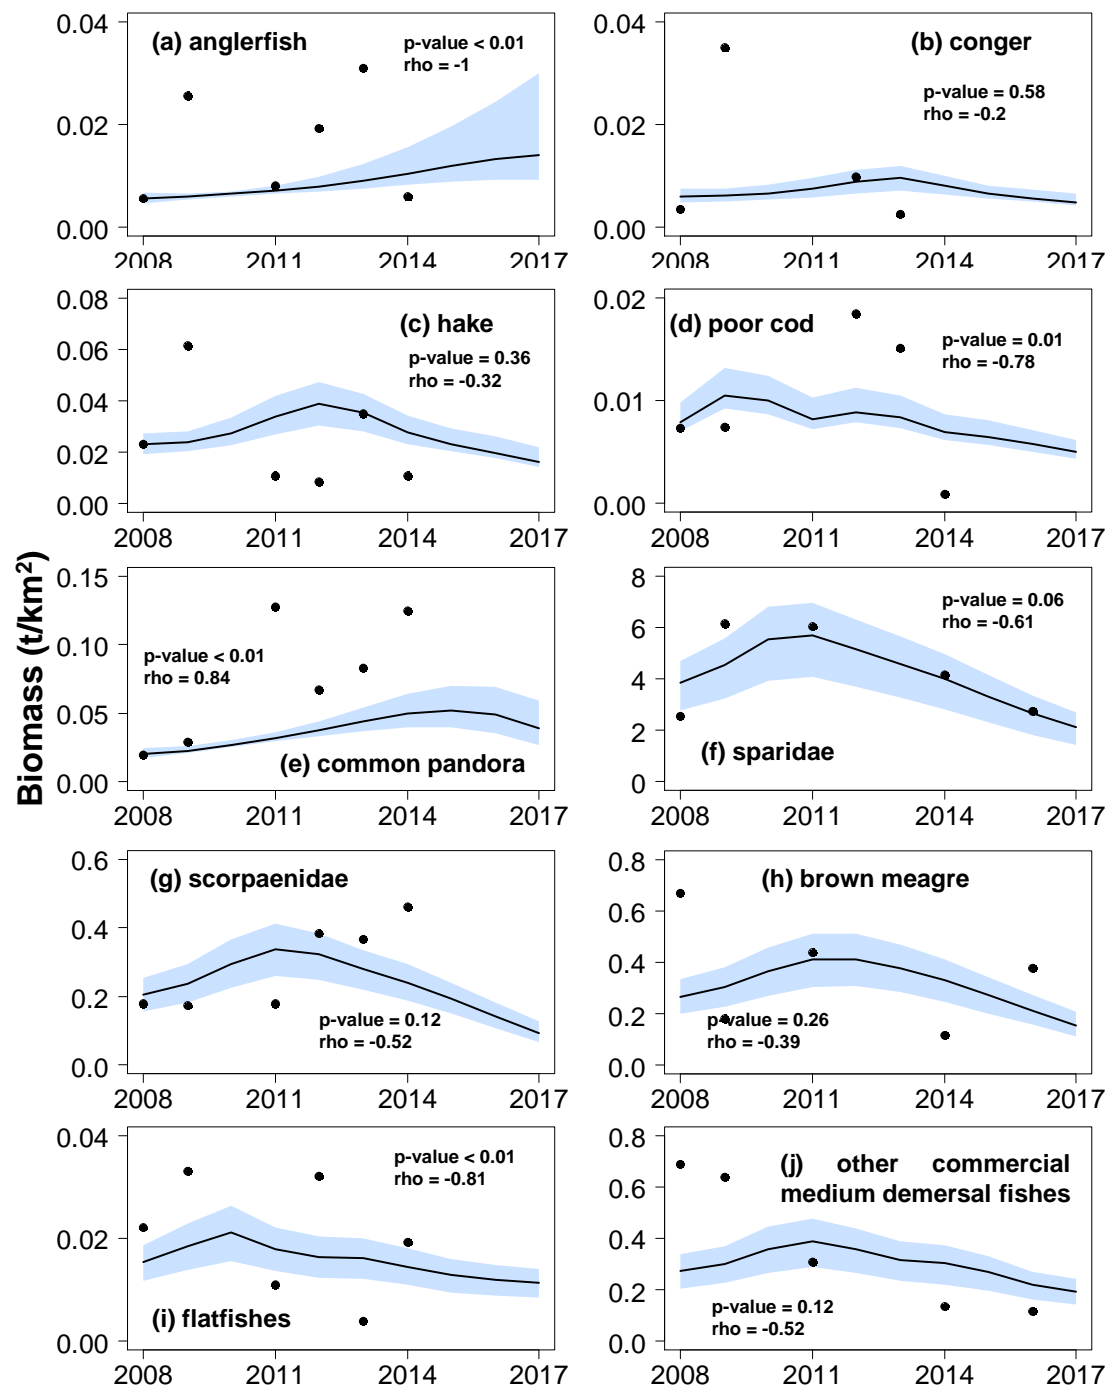 Biomass (t/km²)
0.04
0.02
0.00
(a) anglerfish
p-value < 0.01
rho = -1
2008
2011
2014
2017
0.04
0.02
0.00
(b) conger
p-value = 0.58
rho = -0.2
2008
2011
2014
2017
0.08
0.06
0.04
0.02
0.00
(c) hake
p-value = 0.36
rho = -0.32
2008
2011
2014
2017
0.02
0.01
0.00
(d) poor cod
p-value = 0.01
rho = -0.78
2008
2011
2014
2017
0.15
0.10
0.05
0.00
p-value < 0.01
rho = 0.84
(e) common pandora
2008
2011
2014
2017
8
6
4
2
0
p-value = 0.06
rho = -0.61
(f) sparidae
2008
2011
2014
2017
0.6
0.4
0.2
0.0
(g) scorpaenidae
p-value = 0.12
rho = -0.52
2008
2011
2014
2017
0.8
0.6
0.4
0.2
0.0
(h) brown meagre
p-value = 0.26
rho = -0.39
2008
2011
2014
2017
0.04
0.02
0.00
p-value < 0.01
rho = -0.81
(i) flatfishes
2008
2011
2014
2017
0.8
0.6
0.4
0.2
0.0
(j) other commercial
medium demersal fishes
p-value = 0.12
rho = -0.52
2008
2011
2014
2017